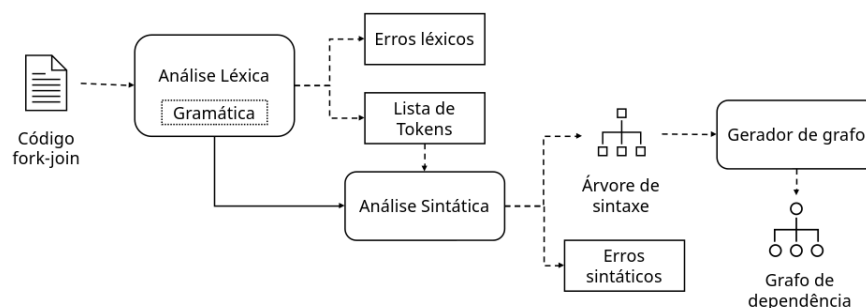 Código
fork-join
Análise Léxica
Gramática
Erros léxicos
Lista de
Tokens
Análise Sintática
Árvore de
sintaxe
Erros
sintáticos
Gerador de grafo
Grafo de
dependência